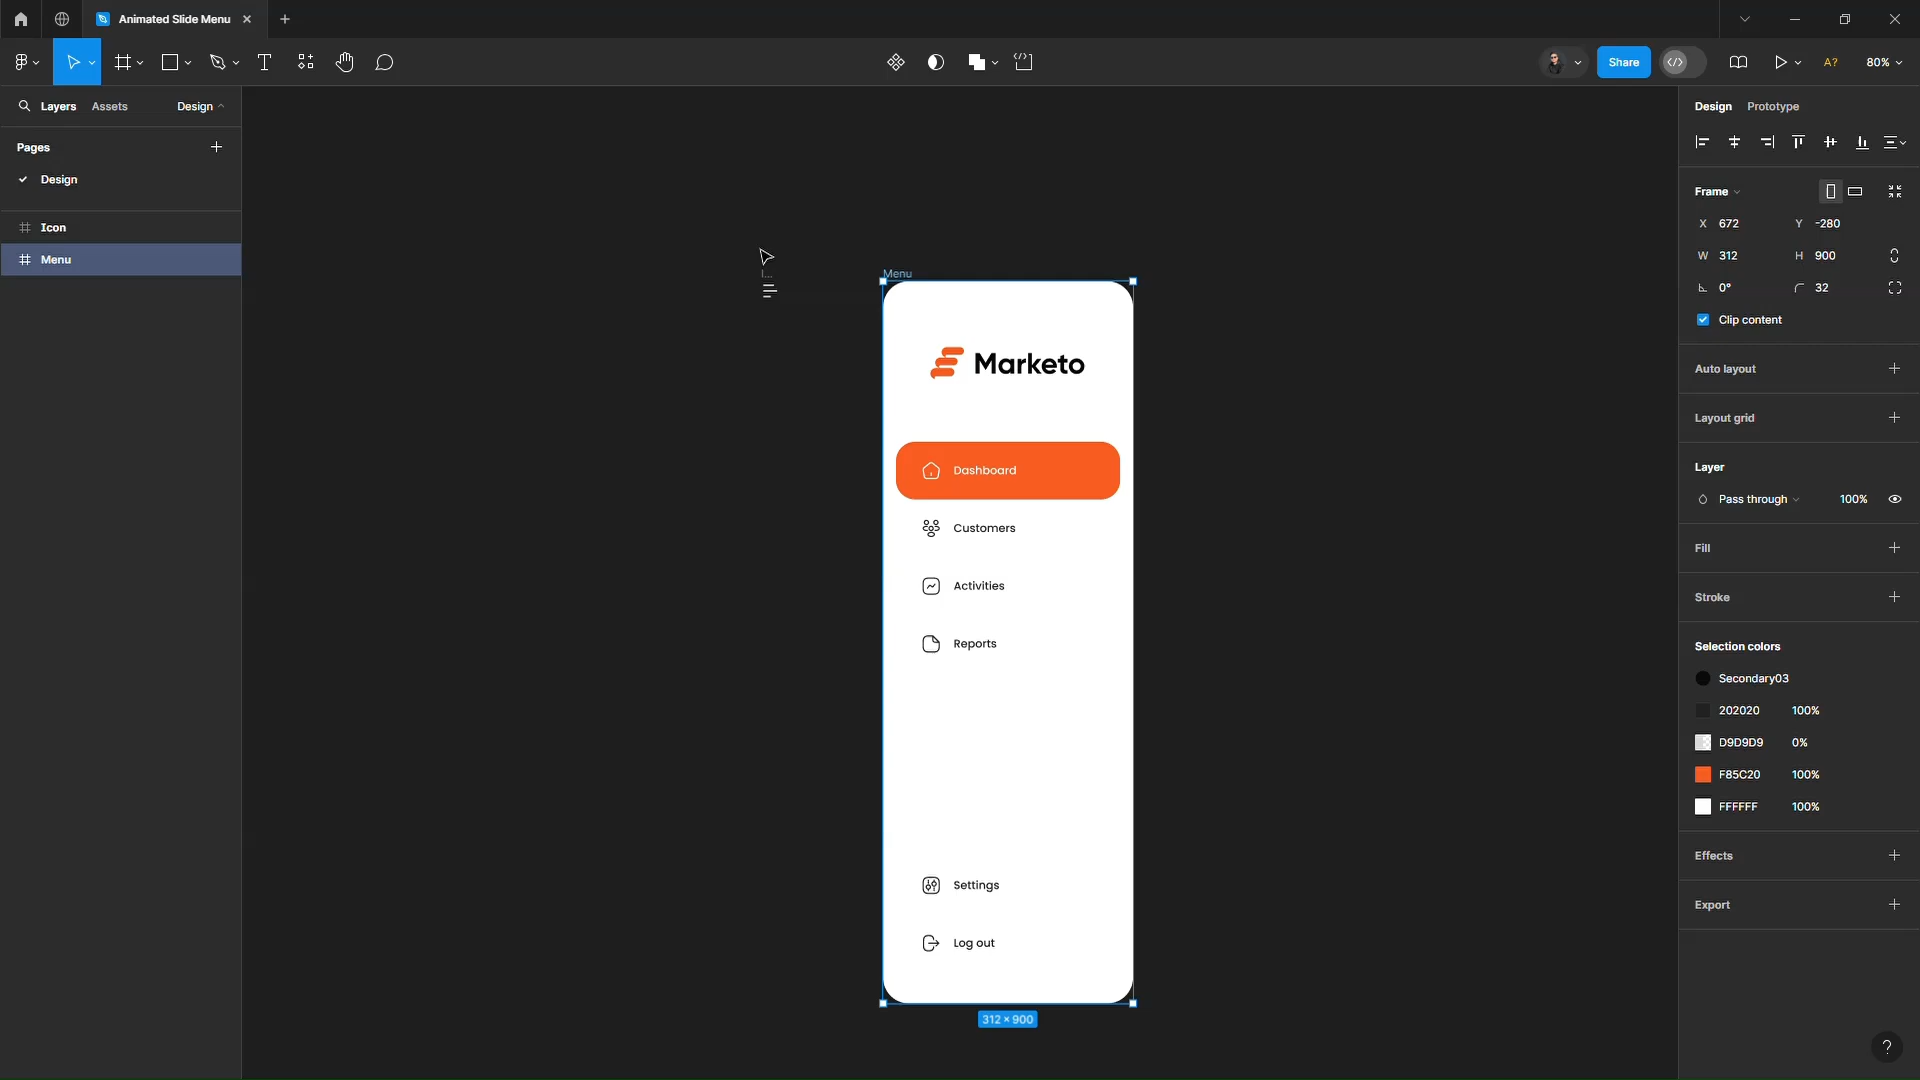 Animated Slide Menu
Share
A?
80%
Layers Assets Design
Pages
Design
Icon
Menu
I...
Menu
Marketo
Dashboard
Customers
Activities
Reports
Settings
Log out
312 × 900
Design Prototype
Frame
X 672 Y -280
W 312 H 900
0° 32
Clip content
Auto layout
Layout grid
Layer
Pass through 100%
Fill
Stroke
Selection colors
Secondary03
202020 100%
D9D9D9 0%
F85C20 100%
FFFFFF 100%
Effects
Export
?